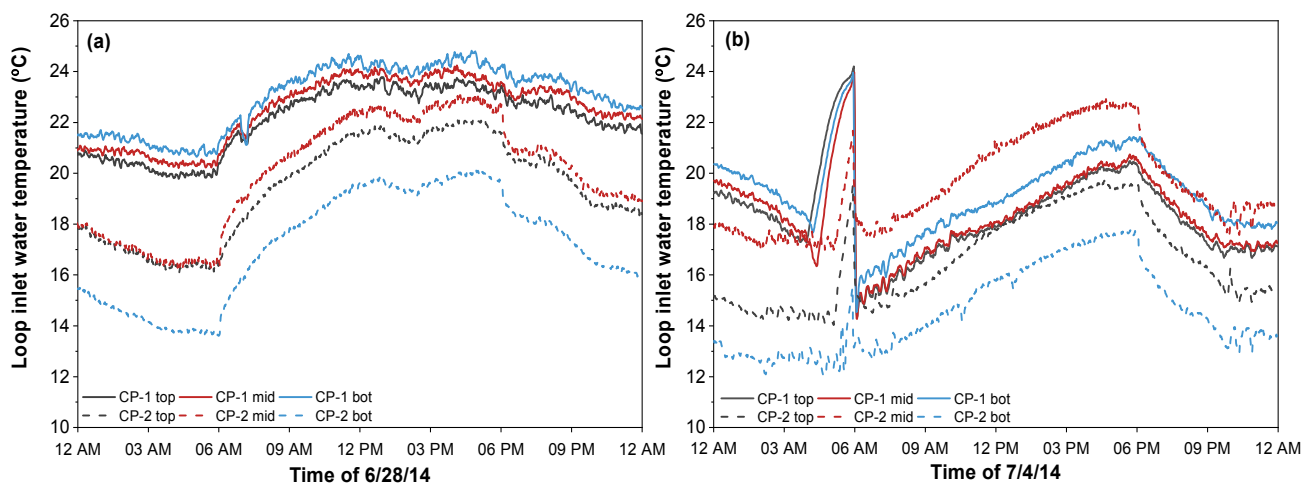 (a)
Loop inlet water temperature (ºC)
26
24
22
20
18
16
14
12
10
CP-1 top CP-1 mid CP-1 bot
CP-2 top CP-2 mid CP-2 bot
12 AM 03 AM 06 AM 09 AM 12 PM 03 PM 06 PM 09 PM 12 AM
Time of 6/28/14
(b)
Loop inlet water temperature (ºC)
26
24
22
20
18
16
14
12
10
CP-1 top CP-1 mid CP-1 bot
CP-2 top CP-2 mid CP-2 bot
12 AM 03 AM 06 AM 09 AM 12 PM 03 PM 06 PM 09 PM 12 AM
Time of 7/4/14